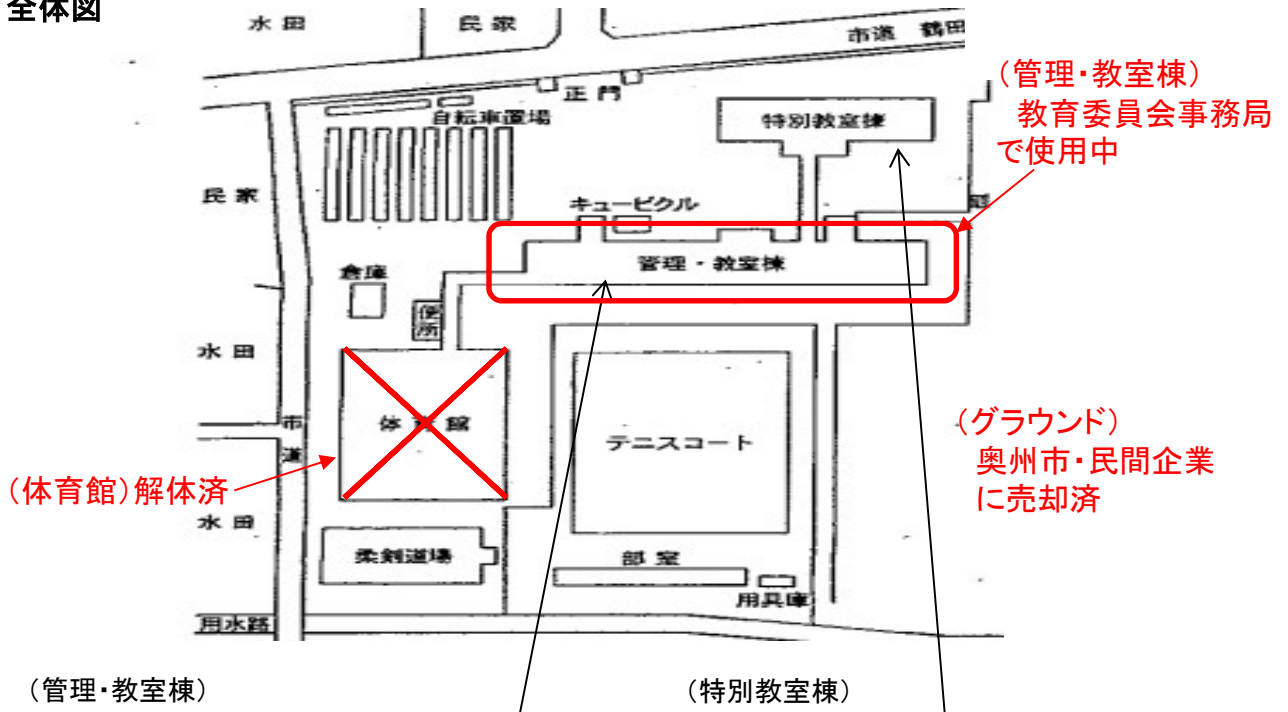 全体図
水田
民家
市道 鶴田
正門
自転車置場
特別教室棟
(管理・教室棟)
教育委員会事務局
で使用中
民家
キュービクル
管理・教室棟
倉庫
便所
水田
体育館
市道
テニスコート
(グラウンド)
奥州市・民間企業
に売却済
(体育館)解体済
水田
柔剣道場
部室
用具庫
用水路
(管理・教室棟)
(特別教室棟)